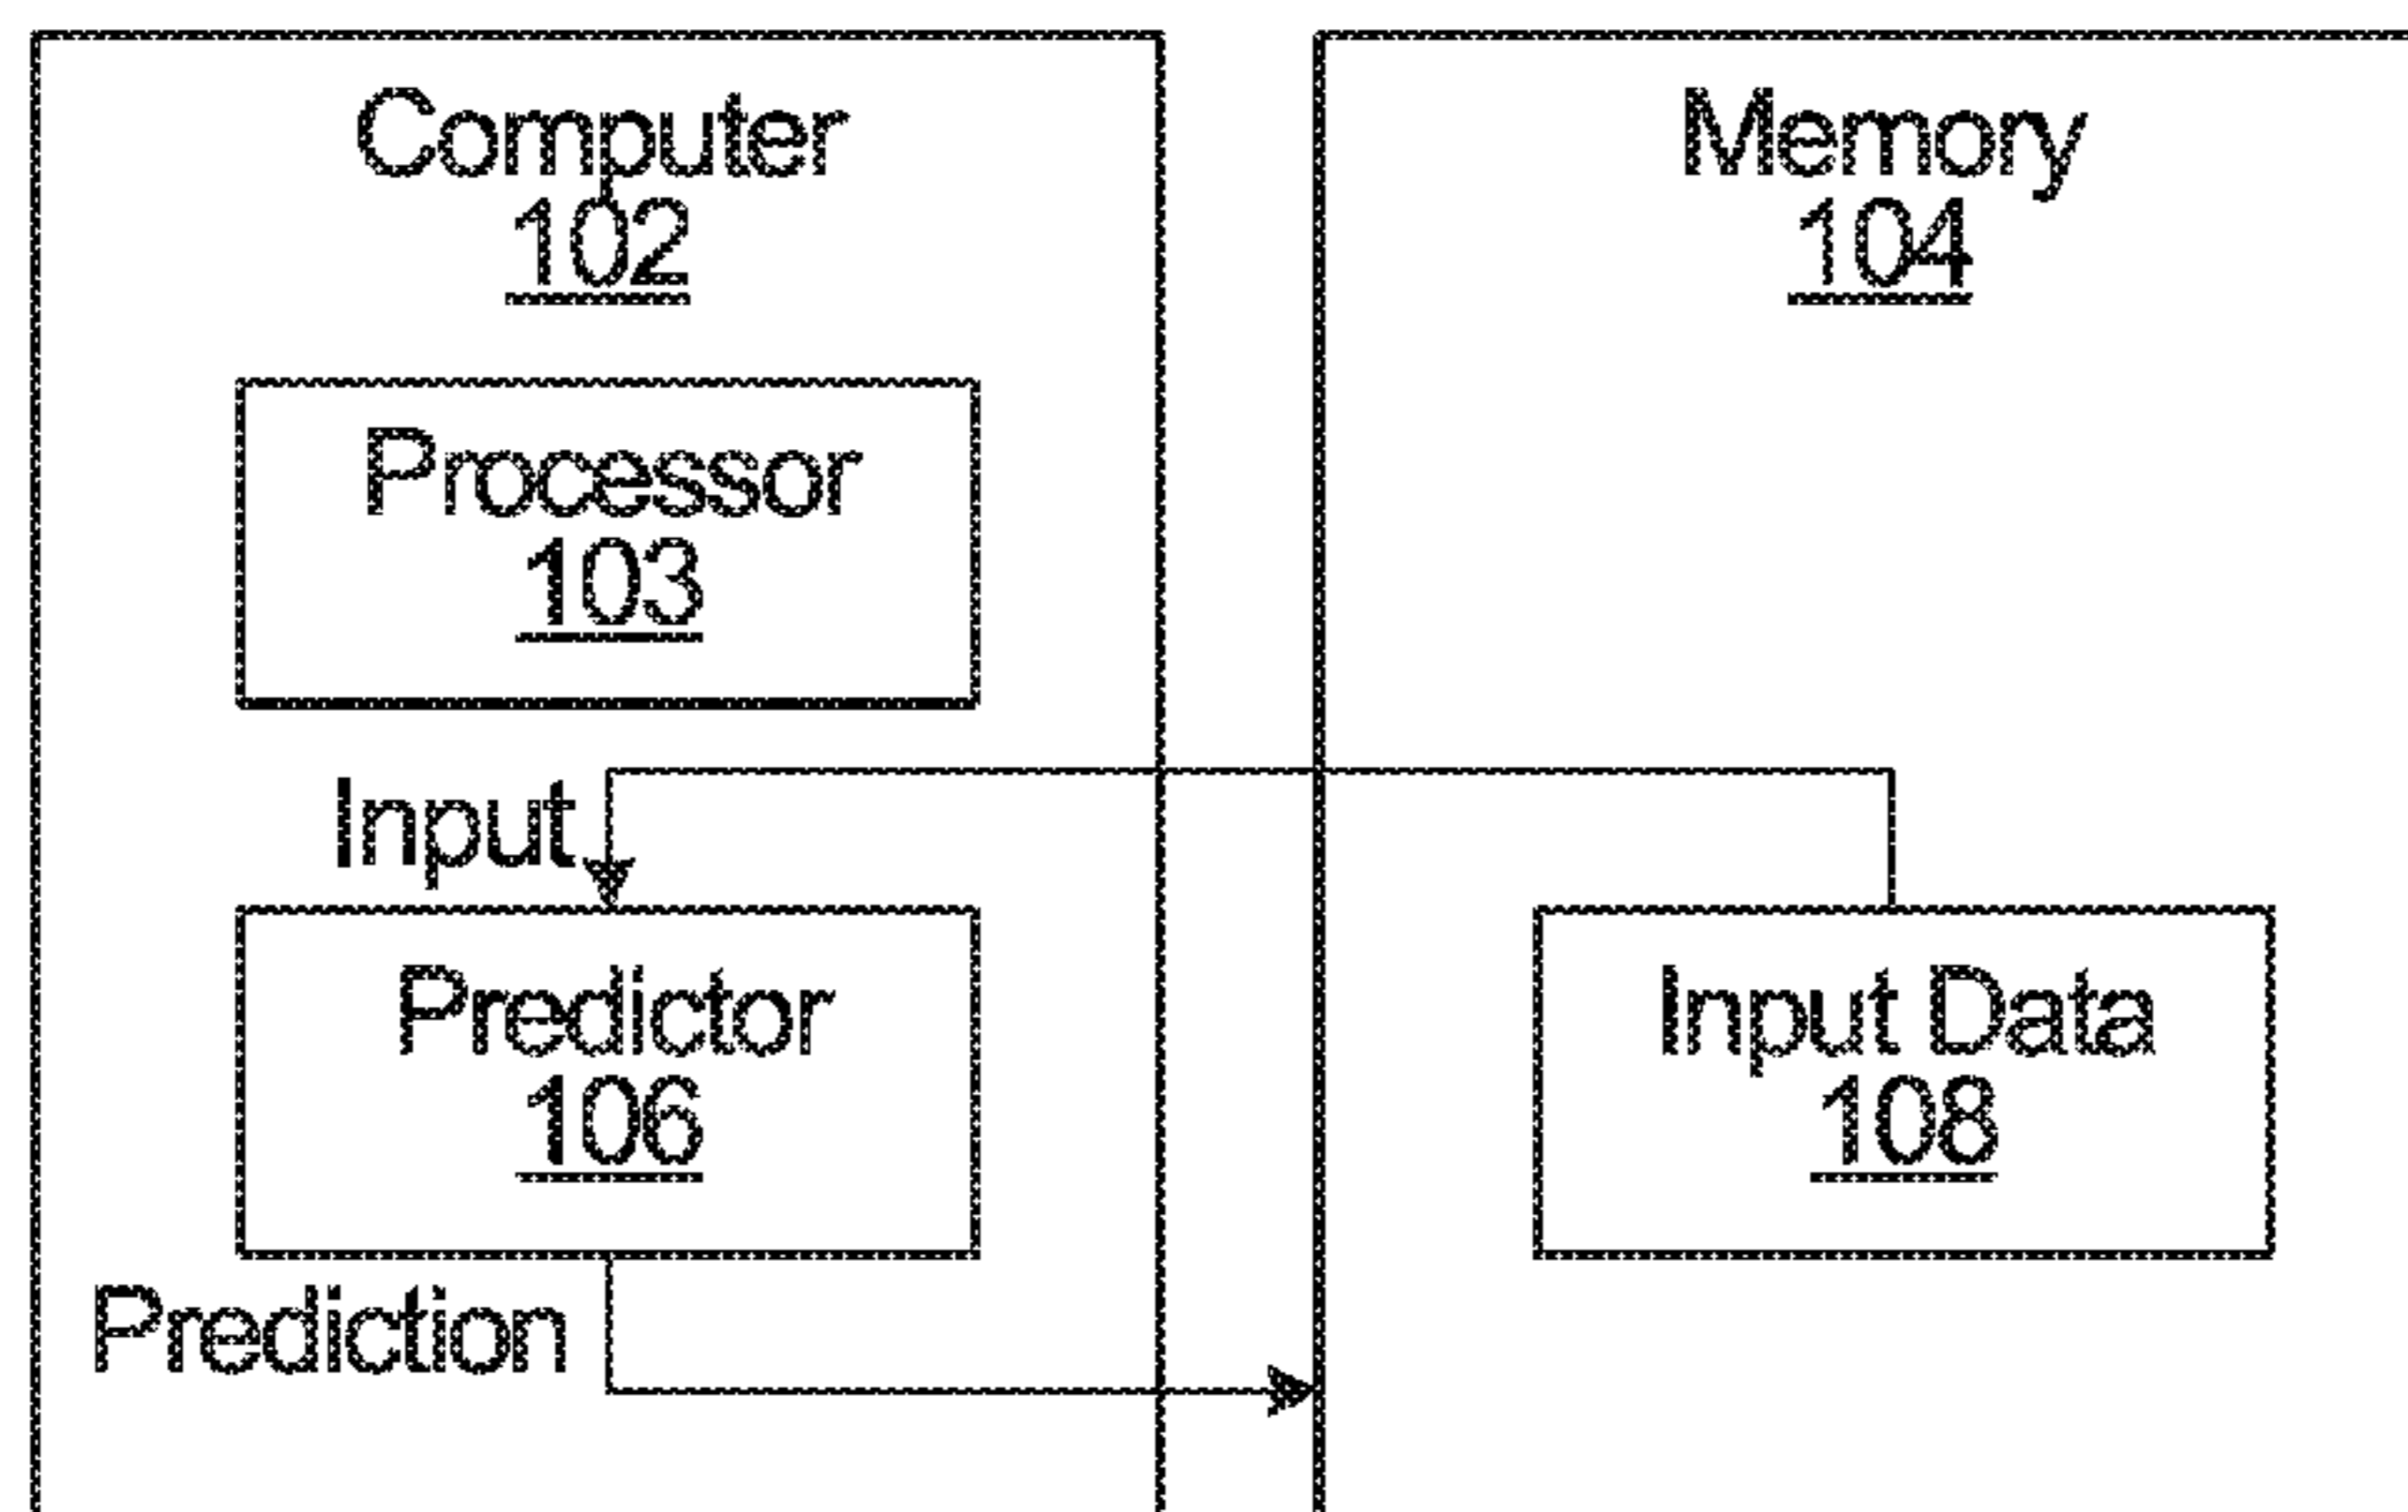 Computer
102
Processor
103
Input
Predictor
106
Prediction
Memory
104
Input Data
108